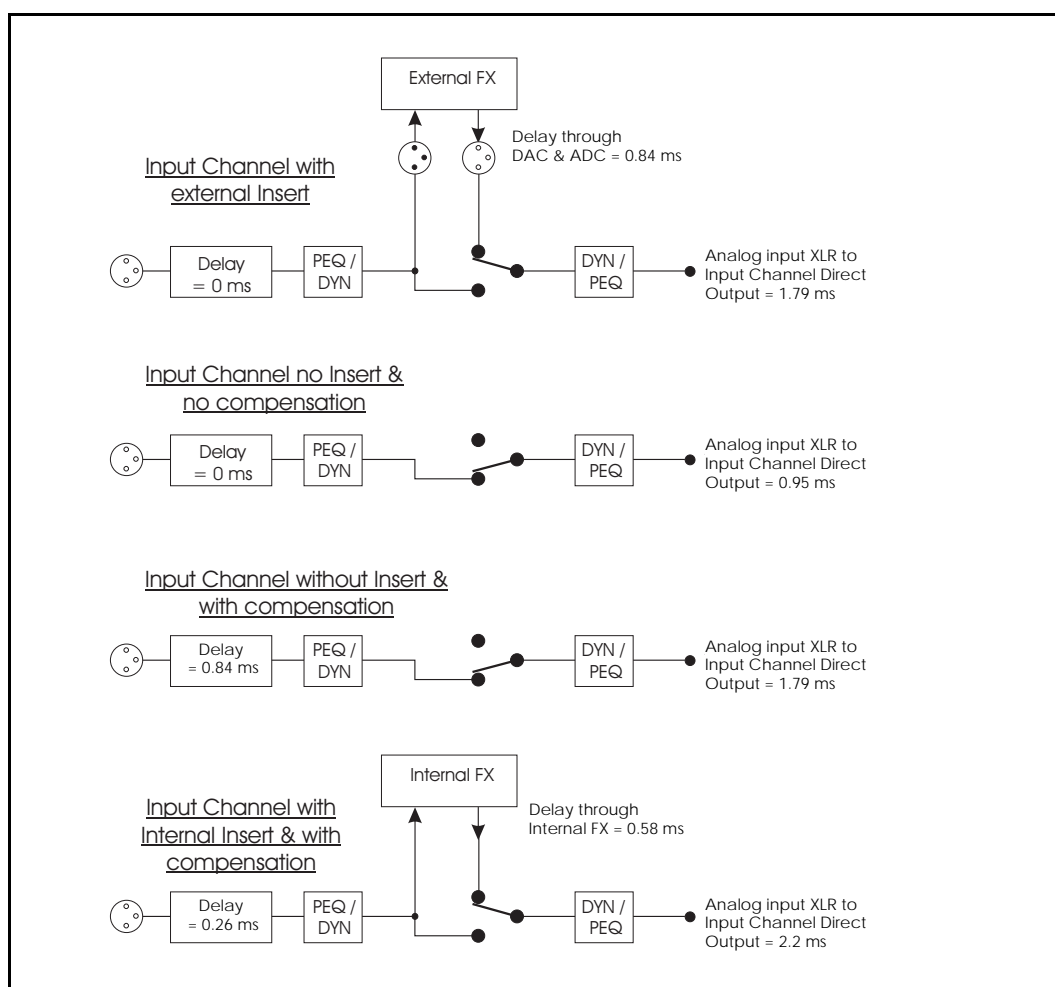 External FX
Delay through
DAC & ADC = 0.84 ms
Input Channel with
external Insert
Delay
= 0 ms
PEQ /
DYN
DYN /
PEQ
Analog input XLR to
Input Channel Direct
Output = 1.79 ms
Input Channel no Insert &
no compensation
Delay
= 0 ms
PEQ /
DYN
DYN /
PEQ
Analog input XLR to
Input Channel Direct
Output = 0.95 ms
Input Channel without Insert &
with compensation
Delay
= 0.84 ms
PEQ /
DYN
DYN /
PEQ
Analog input XLR to
Input Channel Direct
Output = 1.79 ms
Internal FX
Delay through
Internal FX = 0.58 ms
Input Channel with
Internal Insert & with
compensation
Delay
= 0.26 ms
PEQ /
DYN
DYN /
PEQ
Analog input XLR to
Input Channel Direct
Output = 2.2 ms